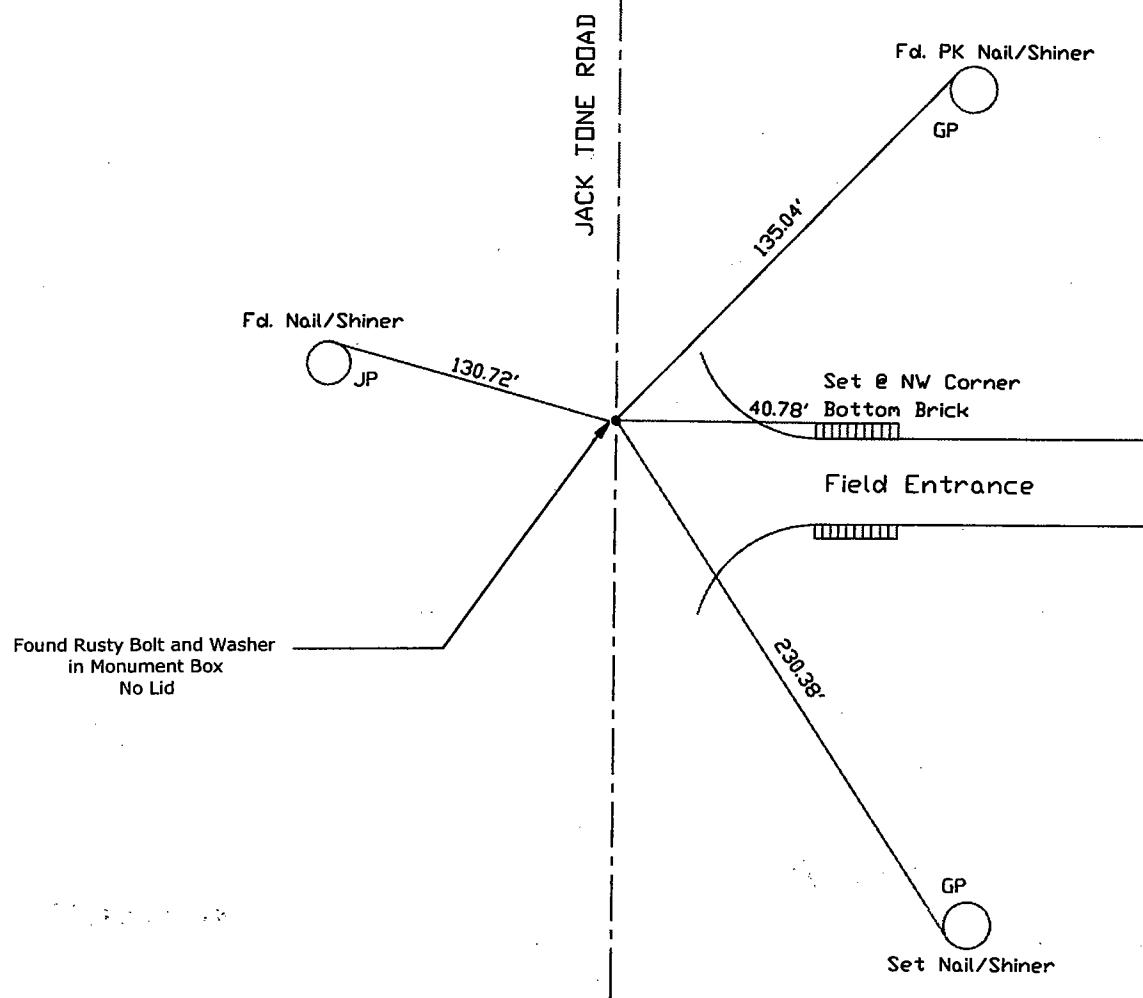 JACK TONE ROAD
Fd. PK Nail/Shiner
GP
135.04'
Fd. Nail/Shiner
JP
130.72'
Set @ NW Corner
40.78' Bottom Brick
Field Entrance
Found Rusty Bolt and Washer
in Monument Box
No Lid
230.38'
GP
Set Nail/Shiner